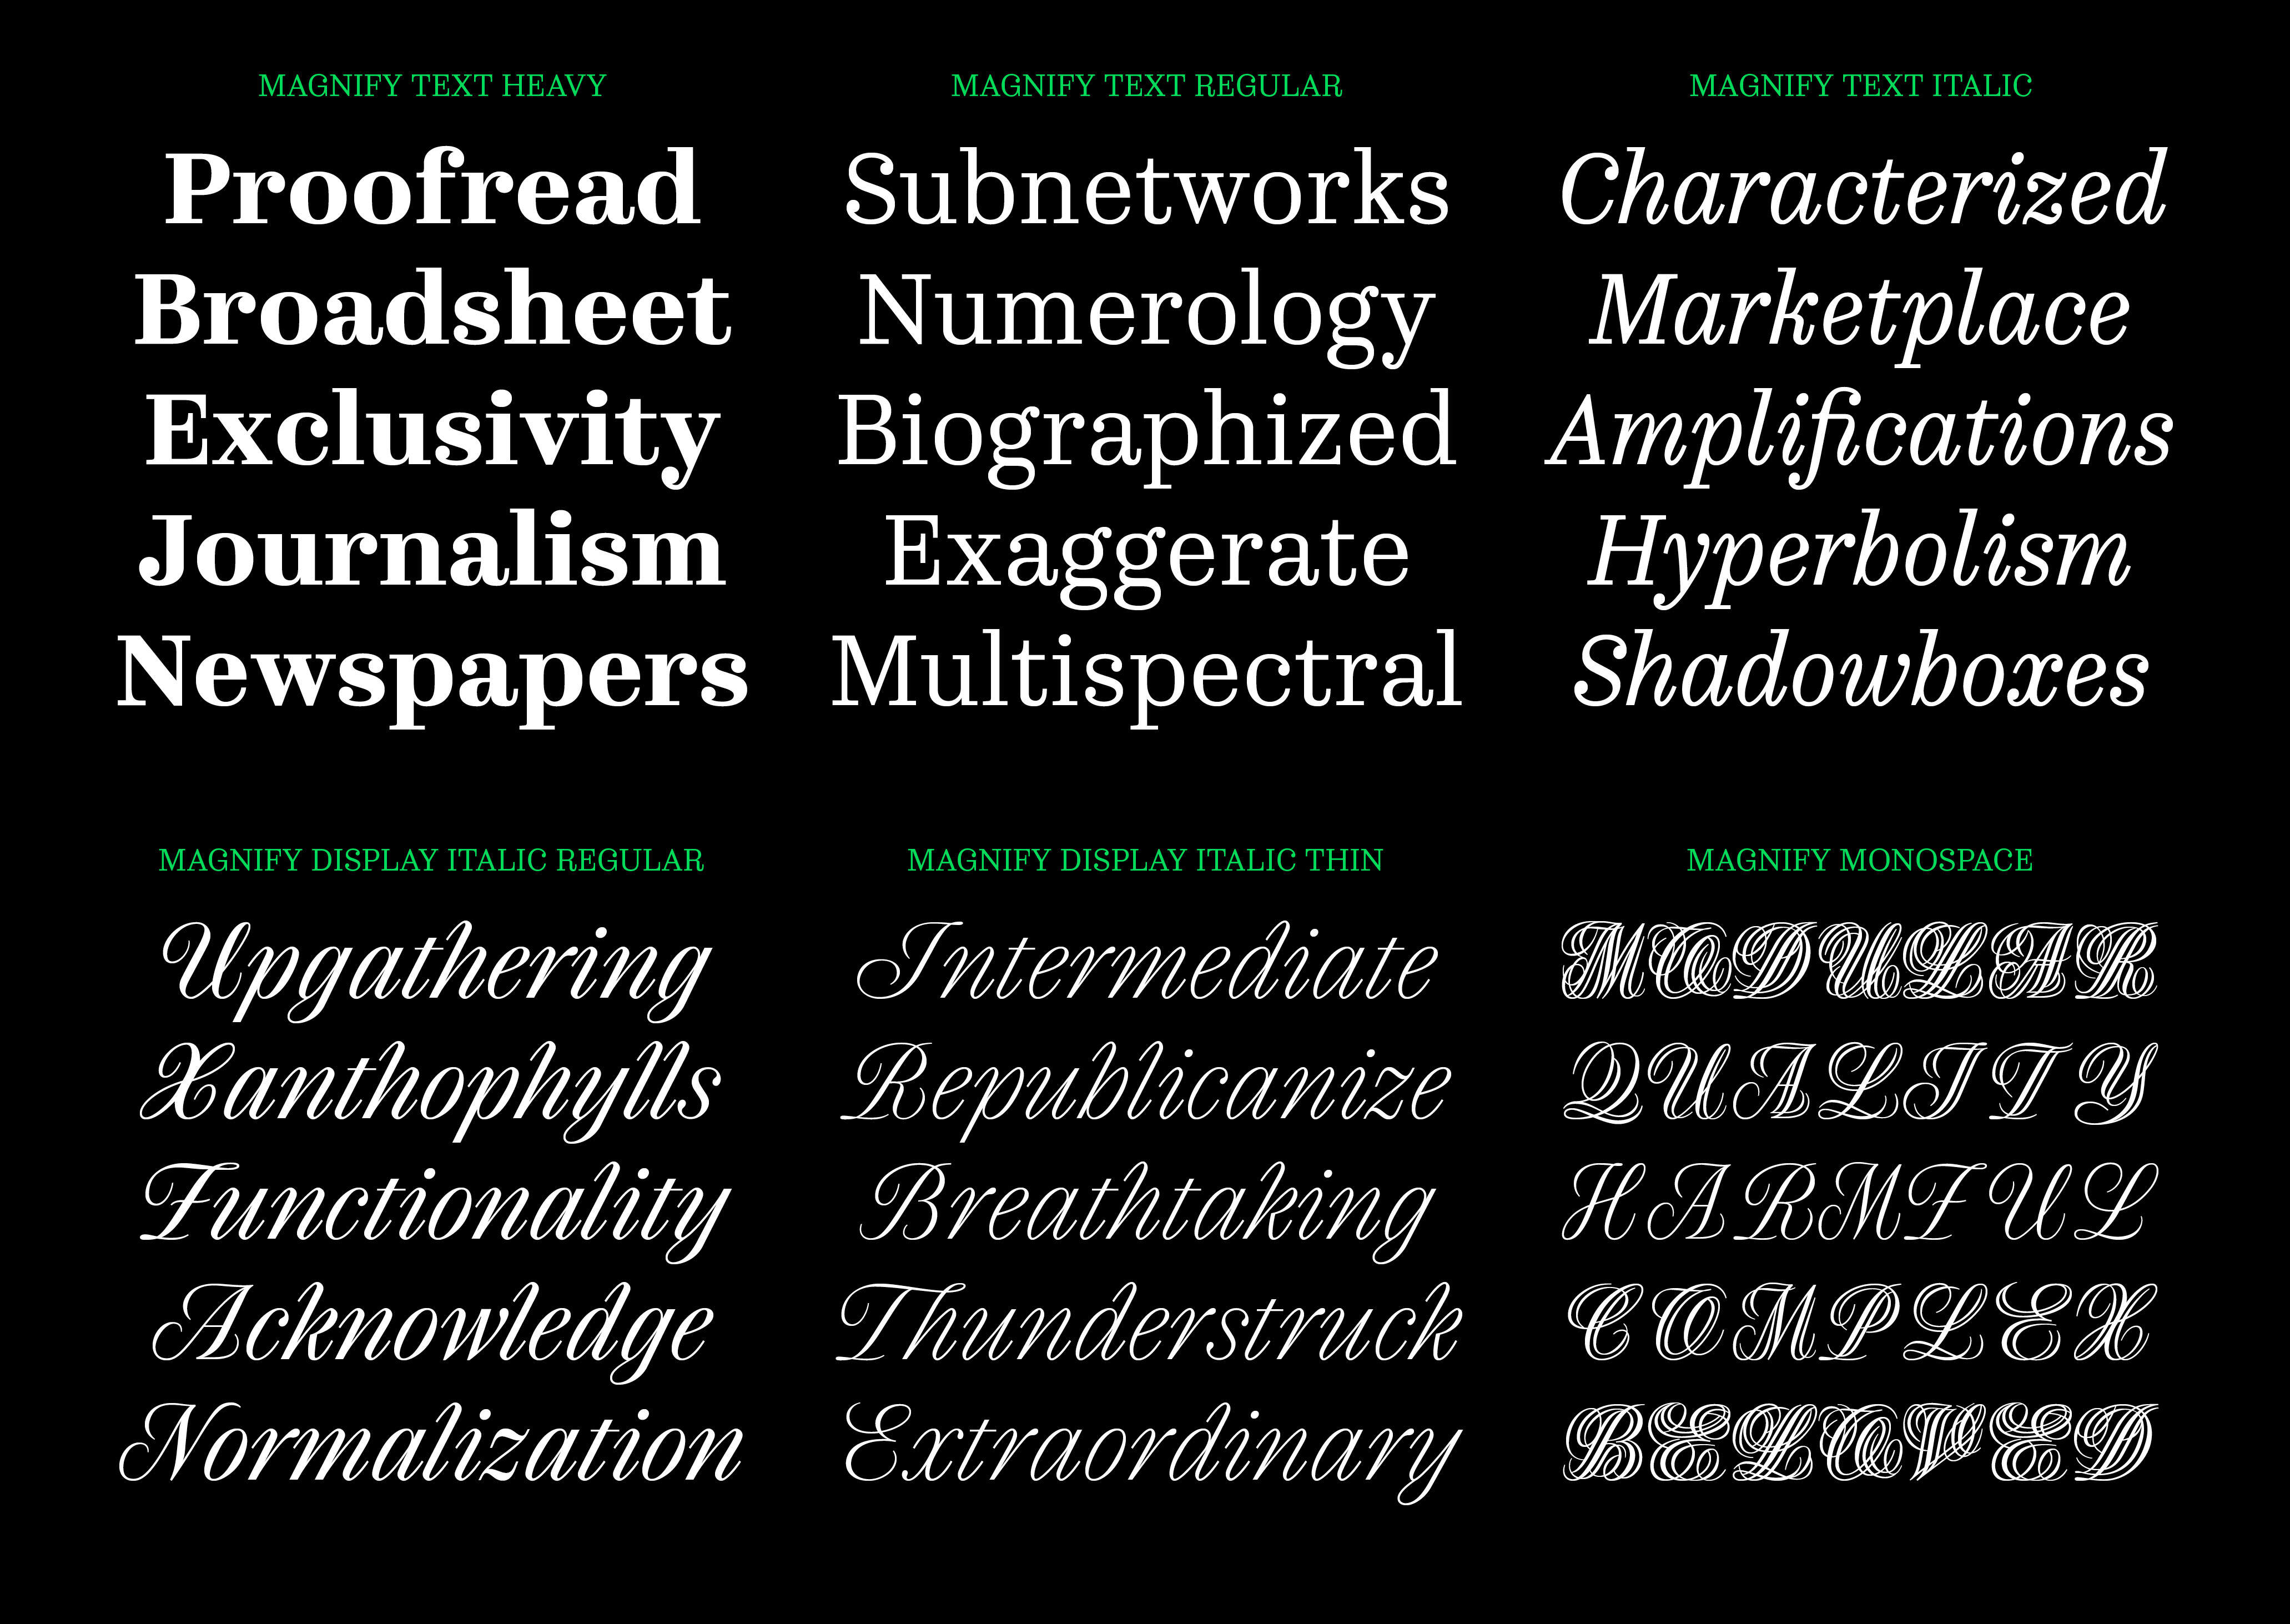 MAGNIFY TEXT HEAVY
Proofread
Broadsheet
Exclusivity
Journalism
Newspapers
MAGNIFY TEXT REGULAR
Subnetworks
Numerology
Biographized
Exaggerate
Multispectral
MAGNIFY TEXT ITALIC
Characterized
Marketplace
Amplifications
Hyperbolism
Shadowboxes
MAGNIFY DISPLAY ITALIC REGULAR
Upgathering
Xanthophylls
Functionality
Acknowledge
Normalization
MAGNIFY DISPLAY ITALIC THIN
Intermediate
Republicanize
Breathtaking
Thunderstruck
Extraordinary
MAGNIFY MONOSPACE
MODULAR
QUALITY
HARMFUL
COMPLEX
BELOVED